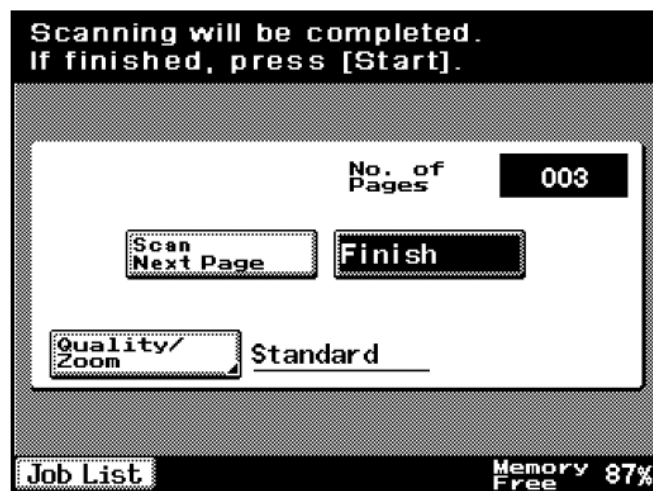 Scanning will be completed.
If finished, press [Start].
No. of
Pages
003
Scan
Next Page
Finish
Quality/
Zoom
Standard
Job List
Memory
Free
87%